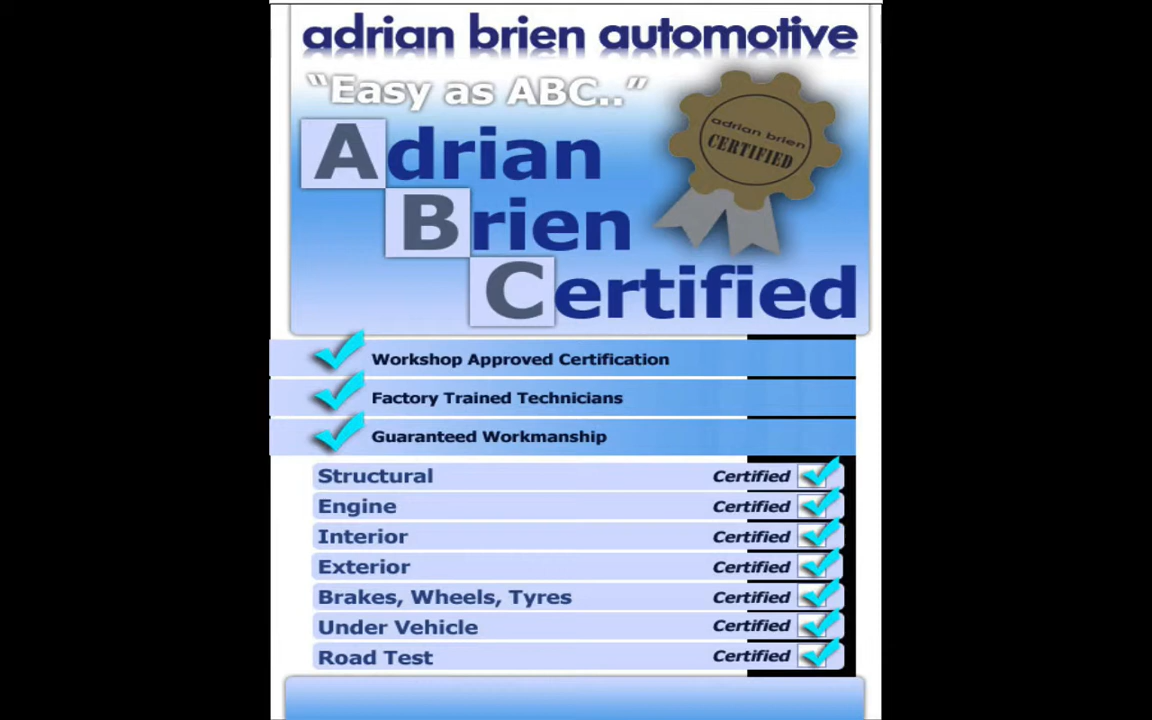 adrian brien automotive
“Easy as ABC..”
Adrian
Brien
Certified
adrian brien
CERTIFIED
Workshop Approved Certification
Factory Trained Technicians
Guaranteed Workmanship
Structural Certified
Engine Certified
Interior Certified
Exterior Certified
Brakes, Wheels, Tyres Certified
Under Vehicle Certified
Road Test Certified